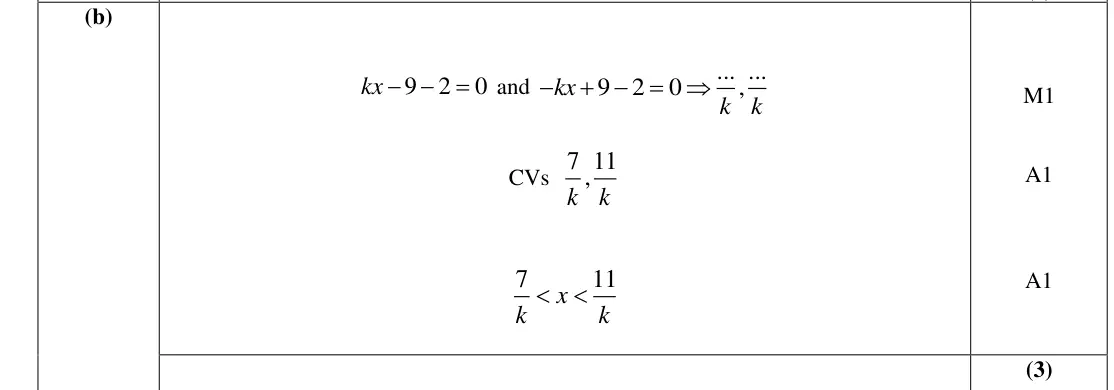 (b)
kx − 9 − 2 = 0 and −kx + 9 − 2 = 0 ⇒ .../k, .../k M1
CVs 7/k, 11/k A1
7/k < x < 11/k A1
(3)